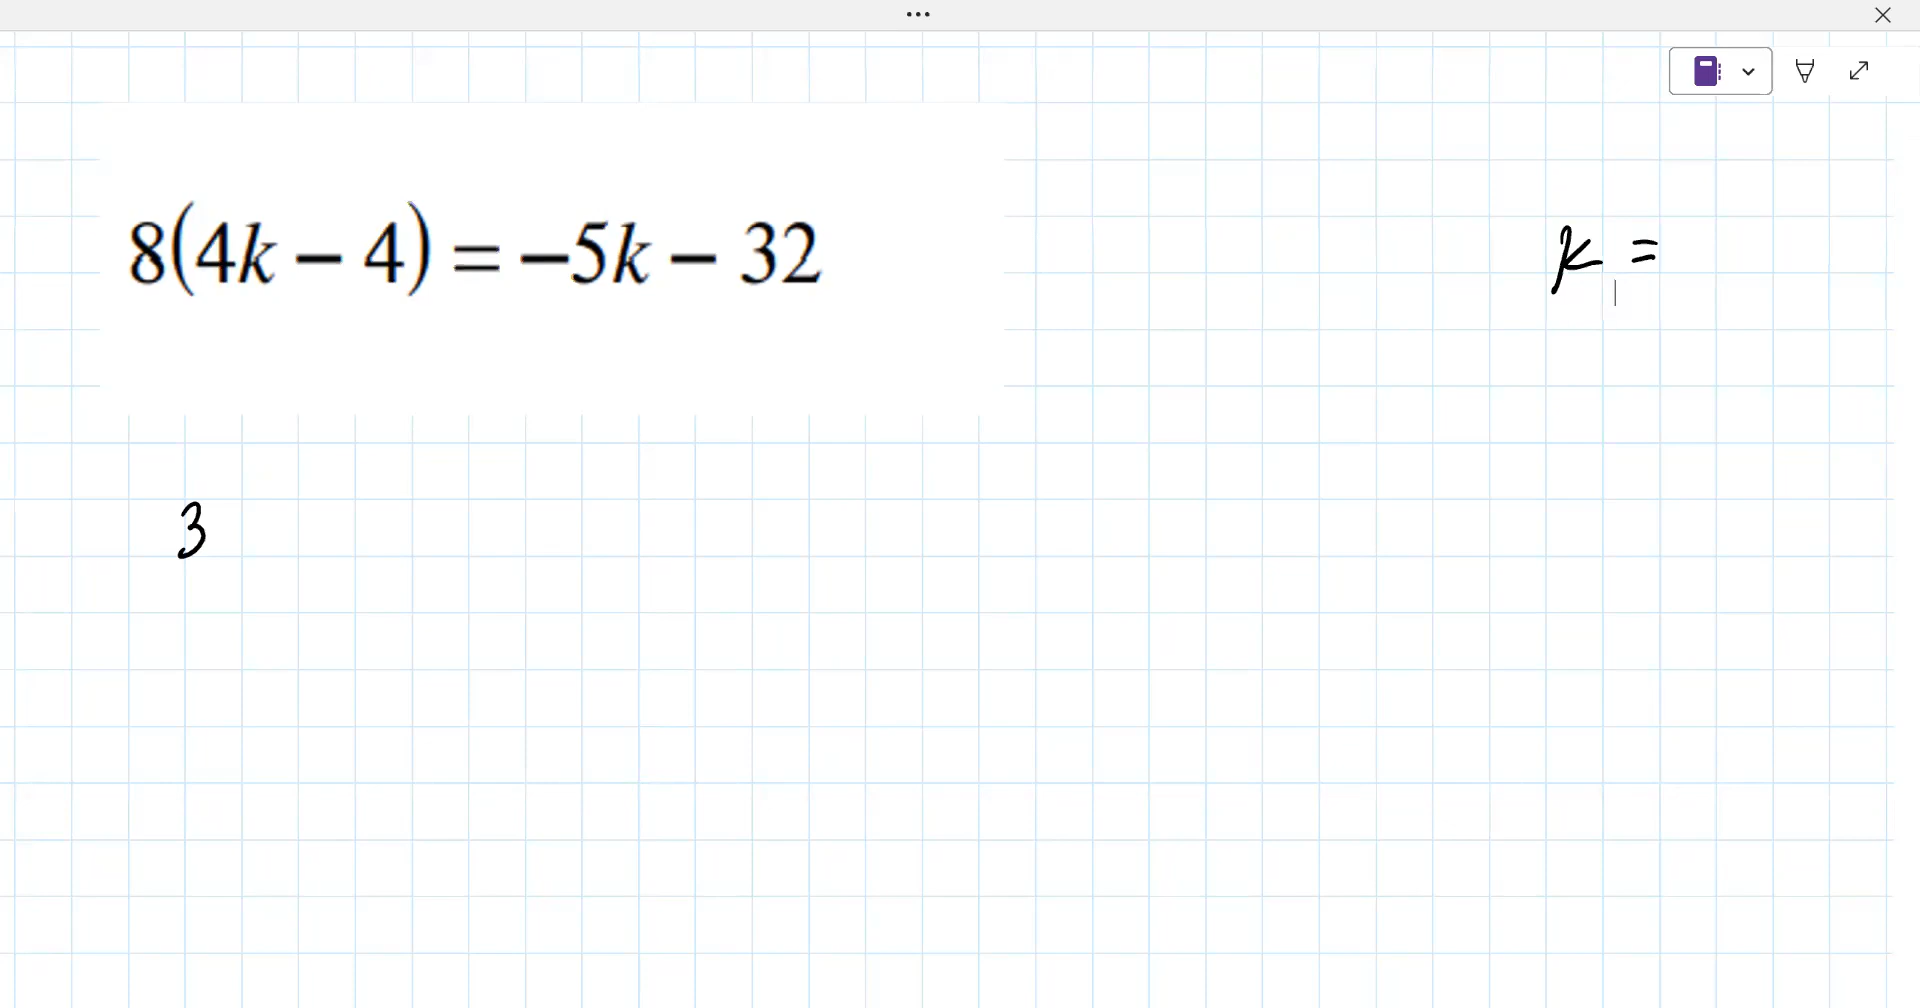 8(4k – 4) = –5k – 32
k =
3